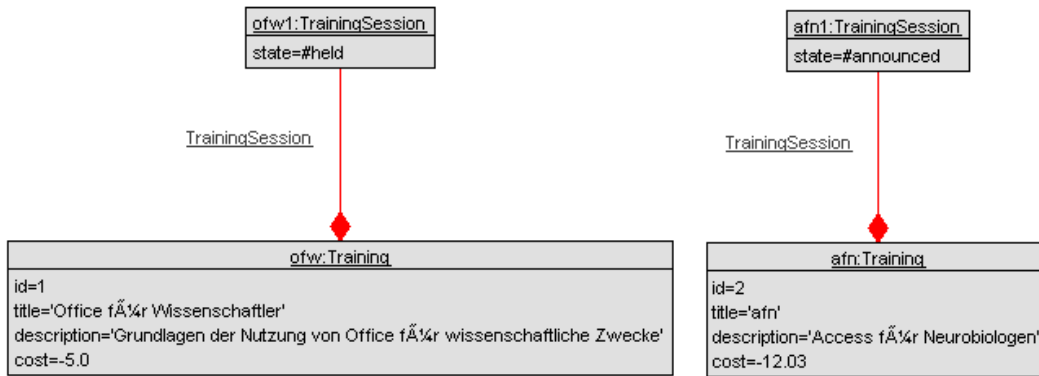 ofw1:TrainingSession
state=#held
afn1:TrainingSession
state=#announced
TrainingSession
TrainingSession
ofw:Training
id=1
title='Office fÃ¼r Wissenschaftler'
description='Grundlagen der Nutzung von Office fÃ¼r wissenschaftliche Zwecke'
cost=-5.0
afn:Training
id=2
title='afn'
description='Access fÃ¼r Neurobiologen'
cost=-12.03